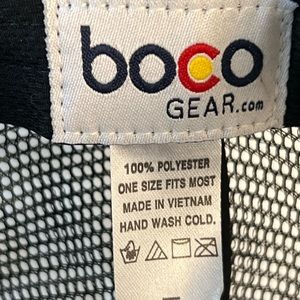 boco
GEAR.com
100% POLYESTER
ONE SIZE FITS MOST
MADE IN VIETNAM
HAND WASH COLD.